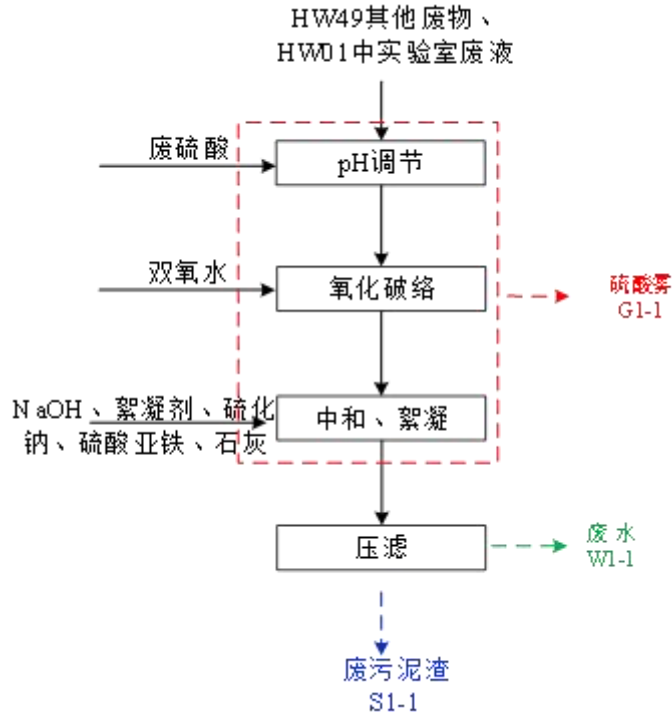 HW49其他废物、
HW01中实验室废液
废硫酸
pH调节
双氧水
氧化破络
硫酸雾
G1-1
NaOH、絮凝剂、硫化
钠、硫酸亚铁、石灰
中和、絮凝
压滤
废水
W1-1
废污泥渣
S1-1